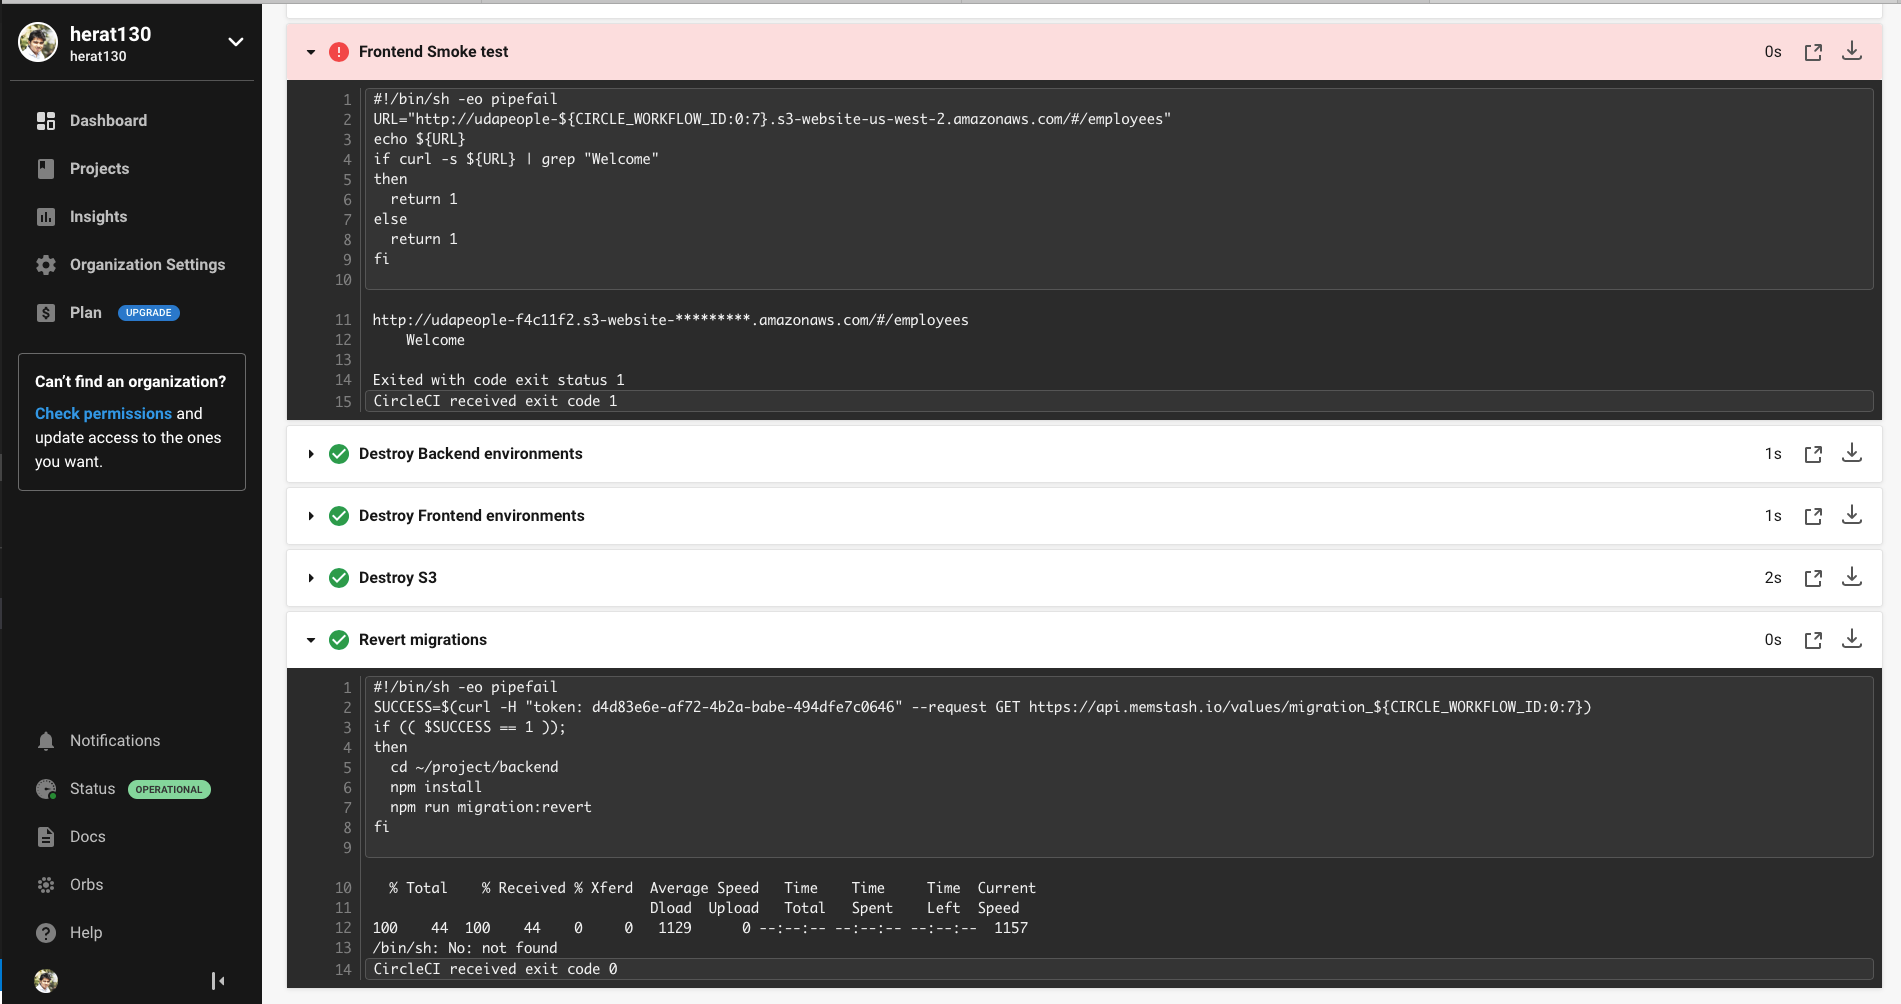 herat130
herat130
Dashboard
Projects
Insights
Organization Settings
Plan UPGRADE
Can't find an organization?
Check permissions and
update access to the ones
you want.
Notifications
Status OPERATIONAL
Docs
Orbs
Help
Frontend Smoke test 0s
1 #!/bin/sh -eo pipefail
2 URL="http://udapeople-${CIRCLE_WORKFLOW_ID:0:7}.s3-website-us-west-2.amazonaws.com/#/employees"
3 echo ${URL}
4 if curl -s ${URL} | grep "Welcome"
5 then
6   return 1
7 else
8   return 1
9 fi
10
11 http://udapeople-f4c11f2.s3-website-*********.amazonaws.com/#/employees
12     Welcome
13
14 Exited with code exit status 1
15 CircleCI received exit code 1
Destroy Backend environments 1s
Destroy Frontend environments 1s
Destroy S3 2s
Revert migrations 0s
1 #!/bin/sh -eo pipefail
2 SUCCESS=$(curl -H "token: d4d83e6e-af72-4b2a-babe-494dfe7c0646" --request GET https://api.memstash.io/values/migration_${CIRCLE_WORKFLOW_ID:0:7})
3 if (( $SUCCESS == 1 ));
4 then
5   cd ~/project/backend
6   npm install
7   npm run migration:revert
8 fi
9
10   % Total    % Received % Xferd  Average Speed   Time    Time     Time  Current
11                                  Dload  Upload   Total   Spent    Left  Speed
12 100    44  100    44    0     0   1129      0 --:--:-- --:--:-- --:--:--  1157
13 /bin/sh: No: not found
14 CircleCI received exit code 0